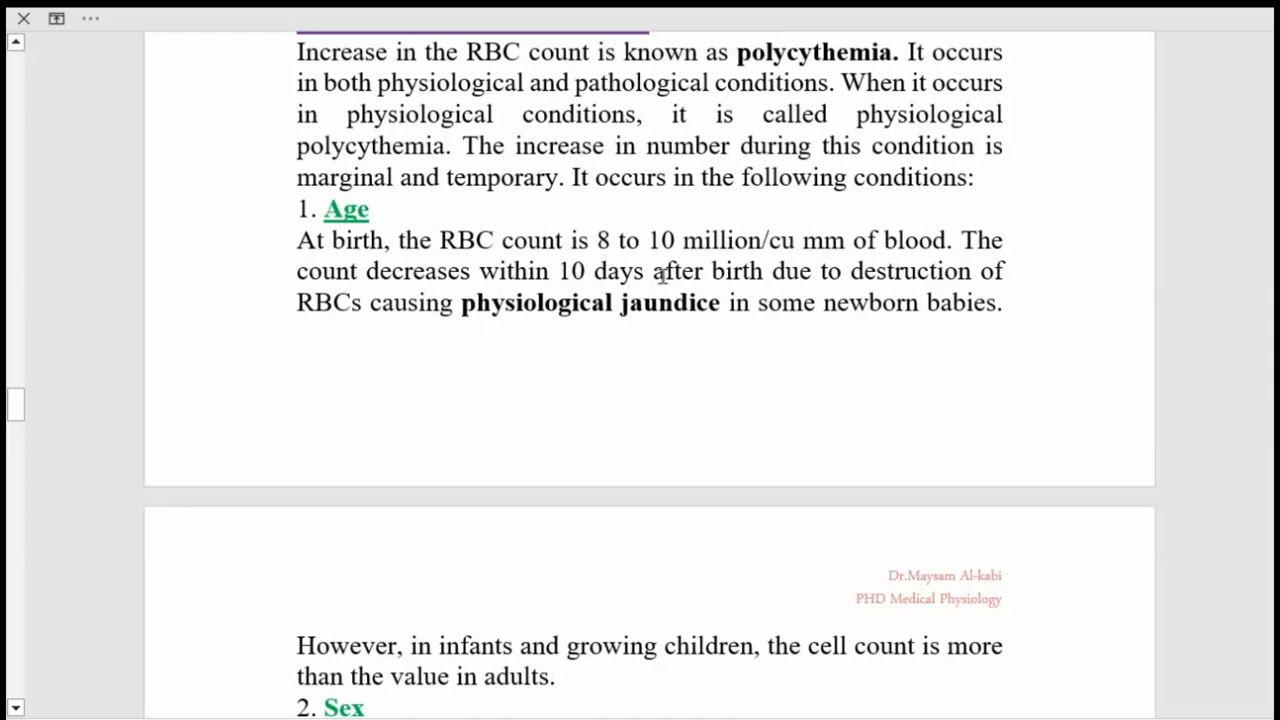 Increase in the RBC count is known as polycythemia. It occurs
in both physiological and pathological conditions. When it occurs
in physiological conditions, it is called physiological
polycythemia. The increase in number during this condition is
marginal and temporary. It occurs in the following conditions:
1. Age
At birth, the RBC count is 8 to 10 million/cu mm of blood. The
count decreases within 10 days after birth due to destruction of
RBCs causing physiological jaundice in some newborn babies.
Dr.Maysam Al-kabi
PHD Medical Physiology
However, in infants and growing children, the cell count is more
than the value in adults.
2. Sex